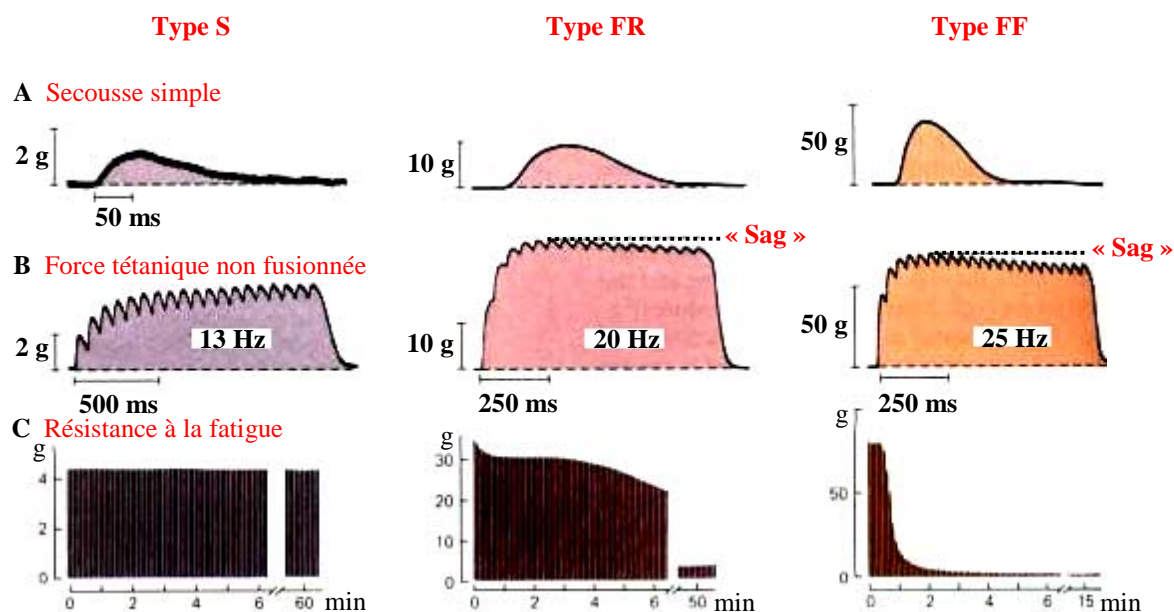 Type S
Type FR
Type FF
A Secousse simple
2 g
50 ms
10 g
50 g
B Force tétanique non fusionnée
2 g
13 Hz
500 ms
« Sag »
10 g
20 Hz
250 ms
« Sag »
50 g
25 Hz
250 ms
C Résistance à la fatigue
g
4
2
0
0 2 4 6 60 min
g
30
20
10
0
0 2 4 6 50 min
g
50
0
0 2 4 6 15 min